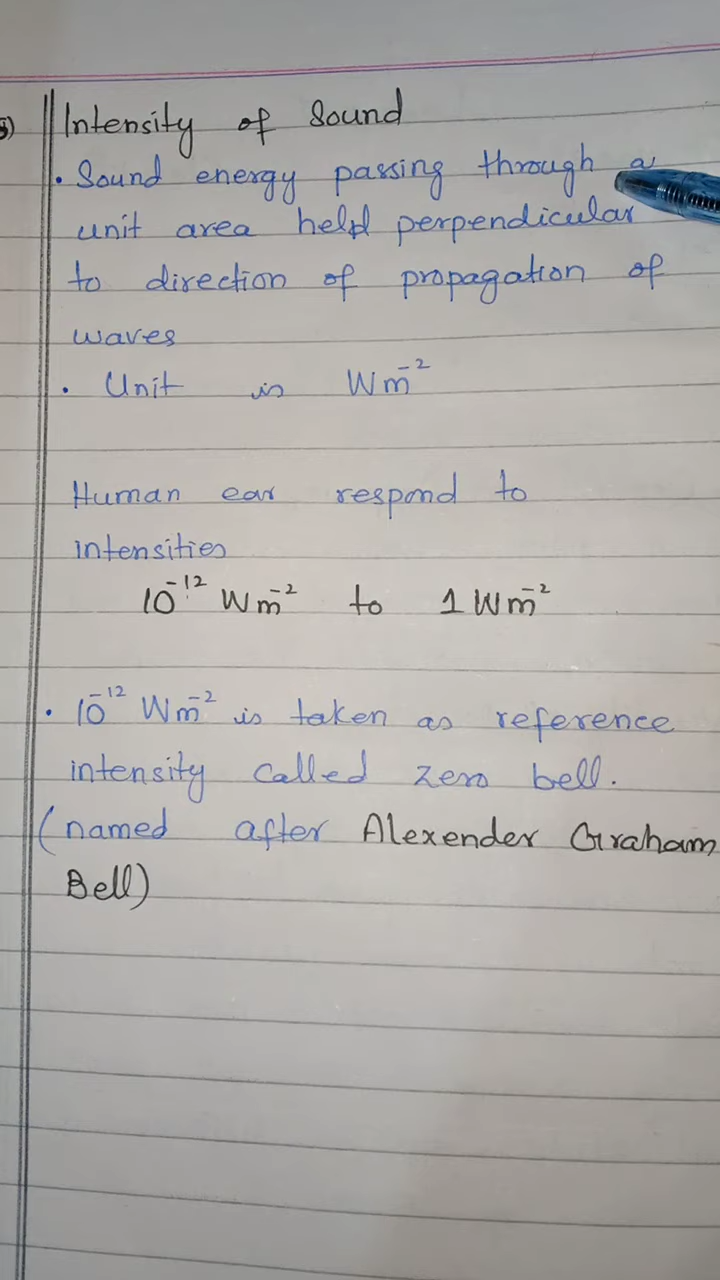 5) Intensity of Sound
• Sound energy passing through a
unit area held perpendicular
to direction of propagation of
waves
• Unit is Wm⁻²
Human ear respond to
intensities
10⁻¹² Wm⁻² to 1 Wm⁻²
• 10⁻¹² Wm⁻² is taken as reference
intensity called zero bell.
(named after Alexender Graham
Bell)